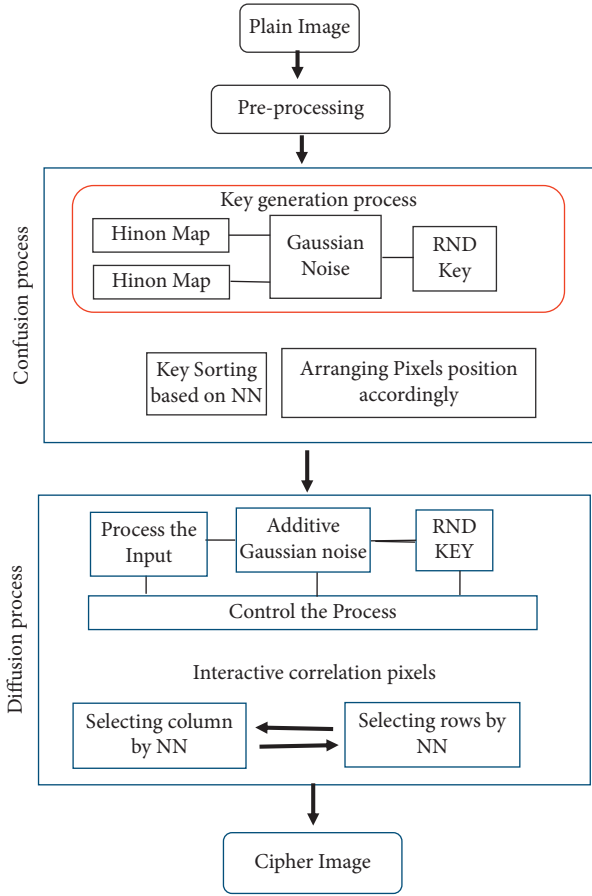 Plain Image
Pre-processing
Confusion process
Key generation process
Hinon Map
Hinon Map
Gaussian
Noise
RND
Key
Key Sorting
based on NN
Arranging Pixels position
accordingly
Diffusion process
Process the
Input
Additive
Gaussian noise
RND
KEY
Control the Process
Interactive correlation pixels
Selecting column
by NN
Selecting rows by
NN
Cipher Image